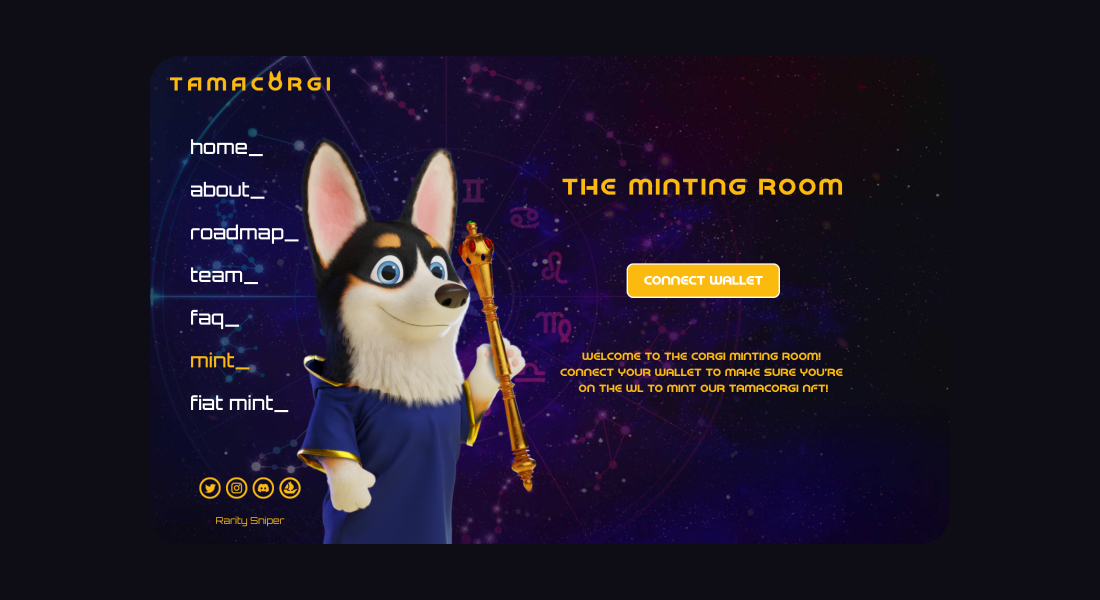 TAMACORGI
home_
about_
roadmap_
team_
faq_
mint_
fiat mint_
Rarity Sniper
THE MINTING ROOM
CONNECT WALLET
WELCOME TO THE CORGI MINTING ROOM!
CONNECT YOUR WALLET TO MAKE SURE YOU'RE
ON THE WL TO MINT OUR TAMACORGI NFT!